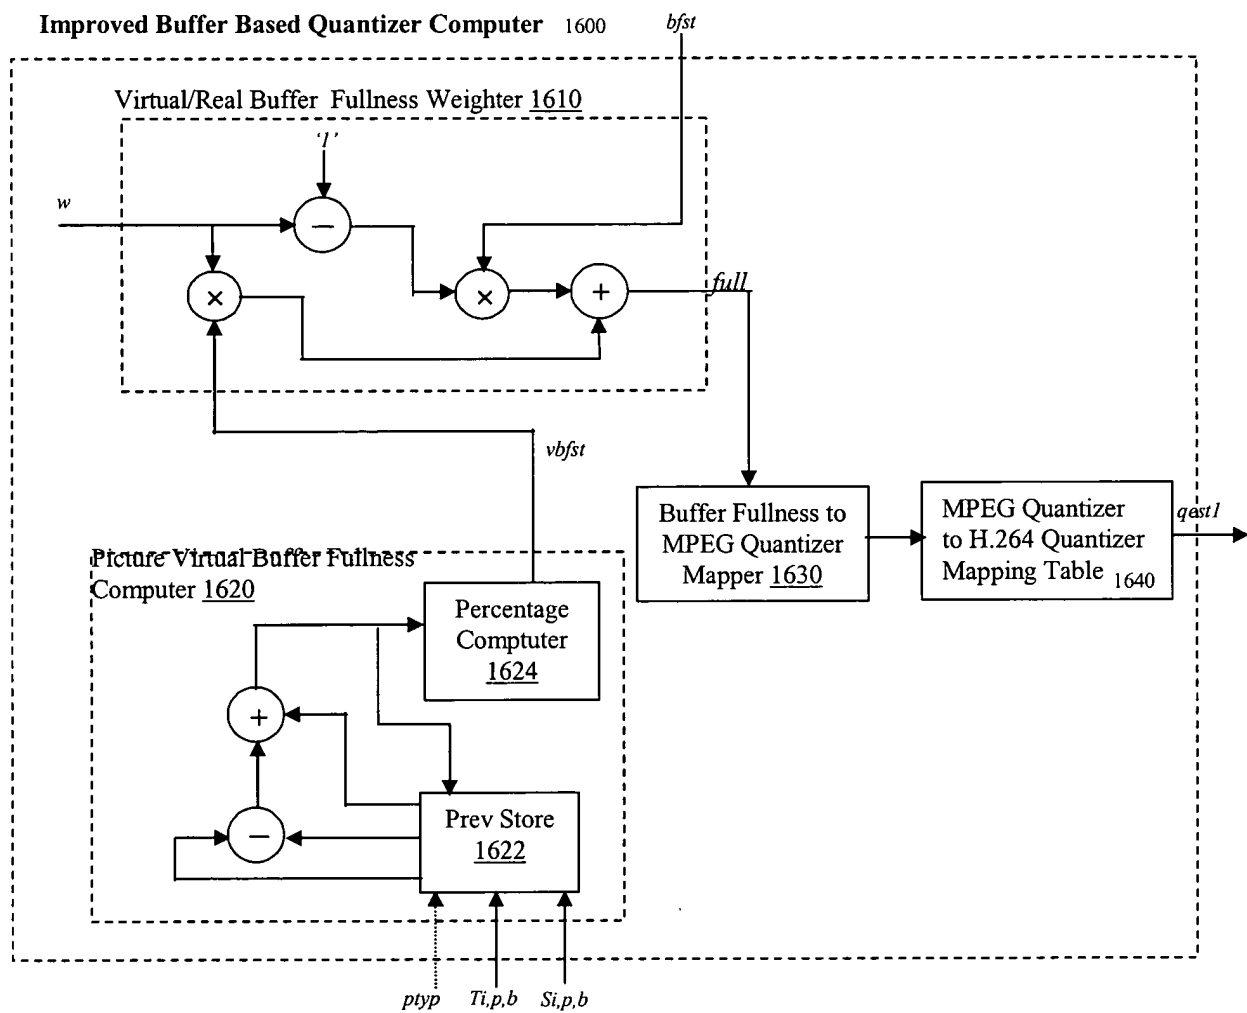 Improved Buffer Based Quantizer Computer 1600
bfst
Virtual/Real Buffer Fullness Weighter 1610
'1'
w
−
×
×
+
full
vbfst
Buffer Fullness to
MPEG Quantizer
Mapper 1630
MPEG Quantizer
to H.264 Quantizer
Mapping Table 1640
qest1
Picture Virtual Buffer Fullness
Computer 1620
Percentage
Comptuter
1624
+
−
Prev Store
1622
ptyp
Ti,p,b
Si,p,b